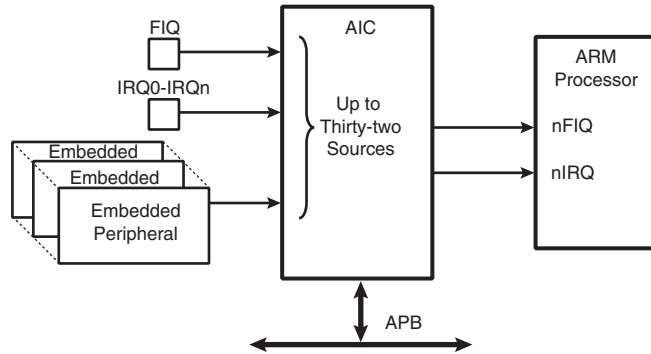 FIQ
IRQ0-IRQn
Embedded
Embedded
Embedded
Peripheral
AIC
Up to
Thirty-two
Sources
ARM
Processor
nFIQ
nIRQ
APB